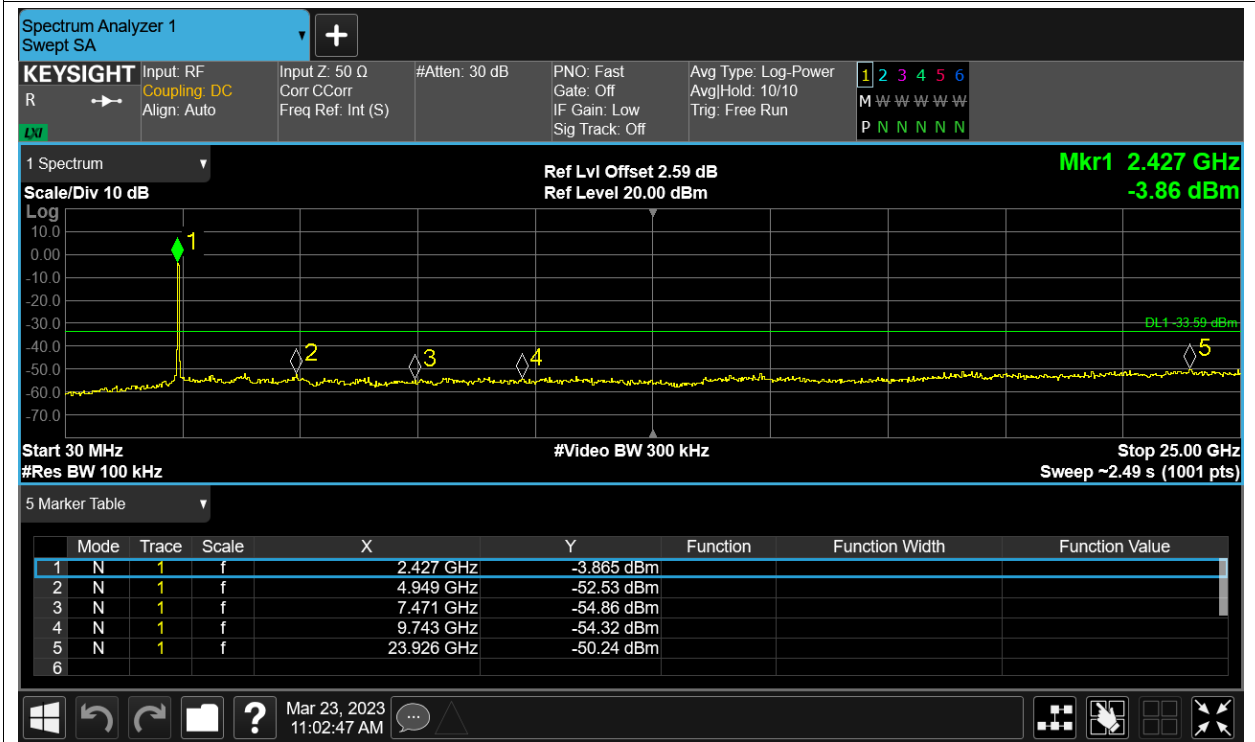 Spectrum Analyzer 1
Swept SA
+
KEYSIGHT
R
LXI
Input: RF
Coupling: DC
Align: Auto
Input Z: 50 Ω
Corr CCorr
Freq Ref: Int (S)
#Atten: 30 dB
PNO: Fast
Gate: Off
IF Gain: Low
Sig Track: Off
Avg Type: Log-Power
Avg|Hold: 10/10
Trig: Free Run
1 2 3 4 5 6
M W W W W W
P N N N N N
1 Spectrum
Scale/Div 10 dB
Ref Lvl Offset 2.59 dB
Ref Level 20.00 dBm
Mkr1 2.427 GHz
-3.86 dBm
Log
10.0
0.00
-10.0
-20.0
-30.0
-40.0
-50.0
-60.0
-70.0
1
2
3
4
5
DL1 -33.59 dBm
Start 30 MHz
#Video BW 300 kHz
Stop 25.00 GHz
#Res BW 100 kHz
Sweep ~2.49 s (1001 pts)
5 Marker Table
Mode Trace Scale X Y Function Function Width Function Value
1 N 1 f 2.427 GHz -3.865 dBm
2 N 1 f 4.949 GHz -52.53 dBm
3 N 1 f 7.471 GHz -54.86 dBm
4 N 1 f 9.743 GHz -54.32 dBm
5 N 1 f 23.926 GHz -50.24 dBm
6
?
Mar 23, 2023
11:02:47 AM